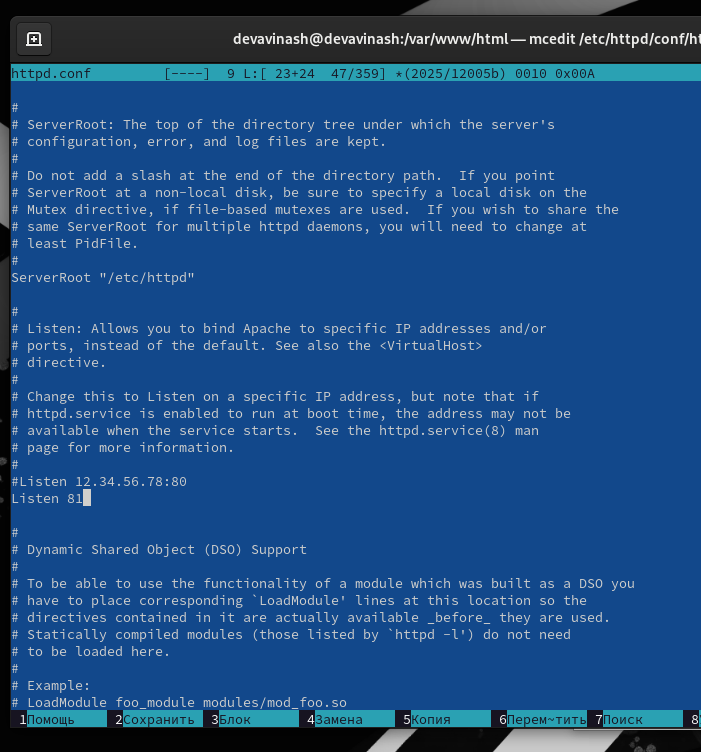 devavinash@devavinash:/var/www/html — mcedit /etc/httpd/conf/ht
httpd.conf [----] 9 L:[ 23+24 47/359] *(2025/12005b) 0010 0x00A
#
# ServerRoot: The top of the directory tree under which the server's
# configuration, error, and log files are kept.
#
# Do not add a slash at the end of the directory path.  If you point
# ServerRoot at a non-local disk, be sure to specify a local disk on the
# Mutex directive, if file-based mutexes are used.  If you wish to share the
# same ServerRoot for multiple httpd daemons, you will need to change at
# least PidFile.
#
ServerRoot "/etc/httpd"
#
# Listen: Allows you to bind Apache to specific IP addresses and/or
# ports, instead of the default. See also the <VirtualHost>
# directive.
#
# Change this to Listen on a specific IP address, but note that if
# httpd.service is enabled to run at boot time, the address may not be
# available when the service starts.  See the httpd.service(8) man
# page for more information.
#
#Listen 12.34.56.78:80
Listen 81
#
# Dynamic Shared Object (DSO) Support
#
# To be able to use the functionality of a module which was built as a DSO you
# have to place corresponding `LoadModule' lines at this location so the
# directives contained in it are actually available _before_ they are used.
# Statically compiled modules (those listed by `httpd -l') do not need
# to be loaded here.
#
# Example:
# LoadModule foo_module modules/mod_foo.so
1Помощь 2Сохранить 3Блок 4Замена 5Копия 6Перем~тить 7Поиск 8